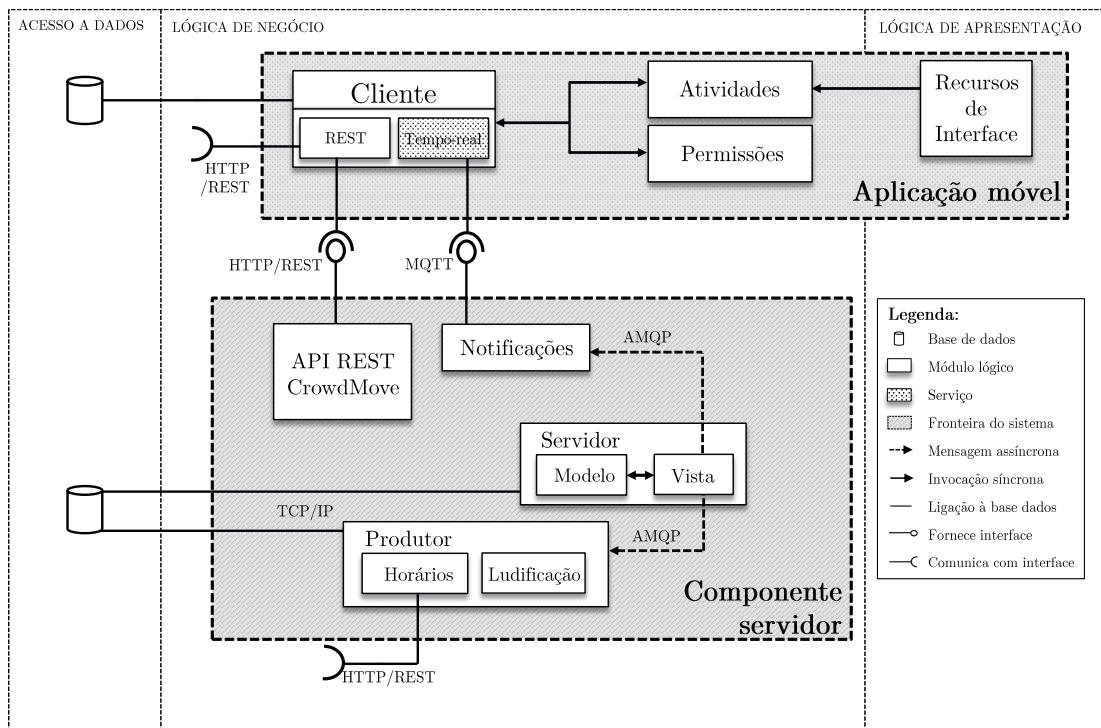 ACESSO A DADOS
LÓGICA DE NEGÓCIO
LÓGICA DE APRESENTAÇÃO
Cliente
REST
Tempo-real
Atividades
Permissões
Recursos
de
Interface
Aplicação móvel
HTTP
/REST
HTTP/REST
MQTT
API REST
CrowdMove
Notificações
AMQP
Servidor
Modelo
Vista
TCP/IP
AMQP
Produtor
Horários
Ludificação
Componente
servidor
HTTP/REST
Legenda:
Base de dados
Módulo lógico
Serviço
Fronteira do sistema
Mensagem assíncrona
Invocação síncrona
Ligação à base dados
Fornece interface
Comunica com interface